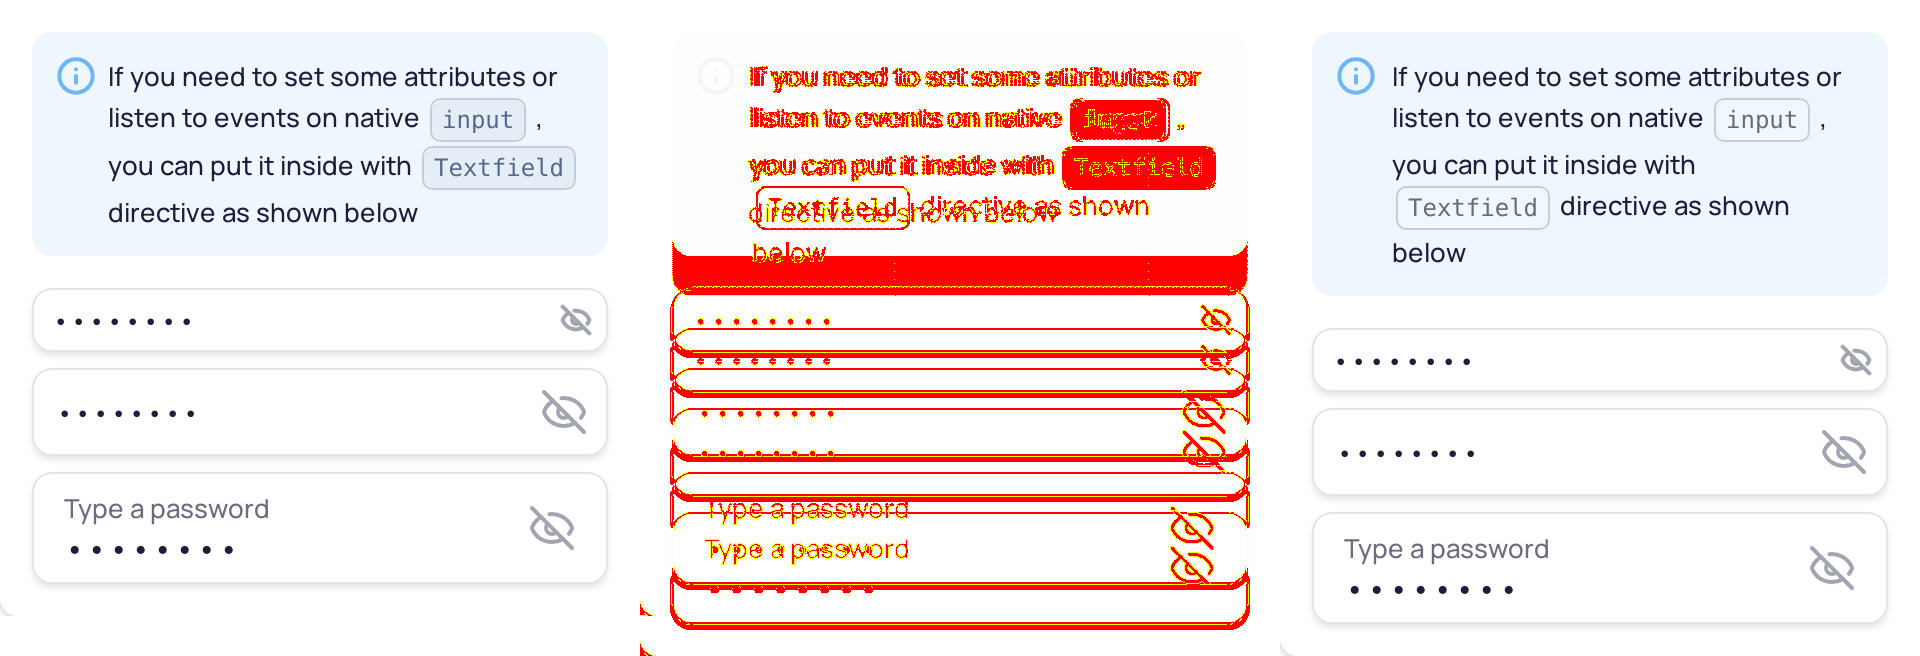 If you need to set some attributes or
listen to events on native input ,
you can put it inside with Textfield
directive as shown below
••••••••
••••••••
Type a password
••••••••
If you need to set some attributes or
listen to events on native
you can put it inside with Textfield
Textfield directive as shown
directive as shown below
below
••••••••
••••••••
••••••••
••••••••
Type a password
Type a password
••••••••
If you need to set some attributes or
listen to events on native input ,
you can put it inside with
Textfield directive as shown
below
••••••••
••••••••
Type a password
••••••••